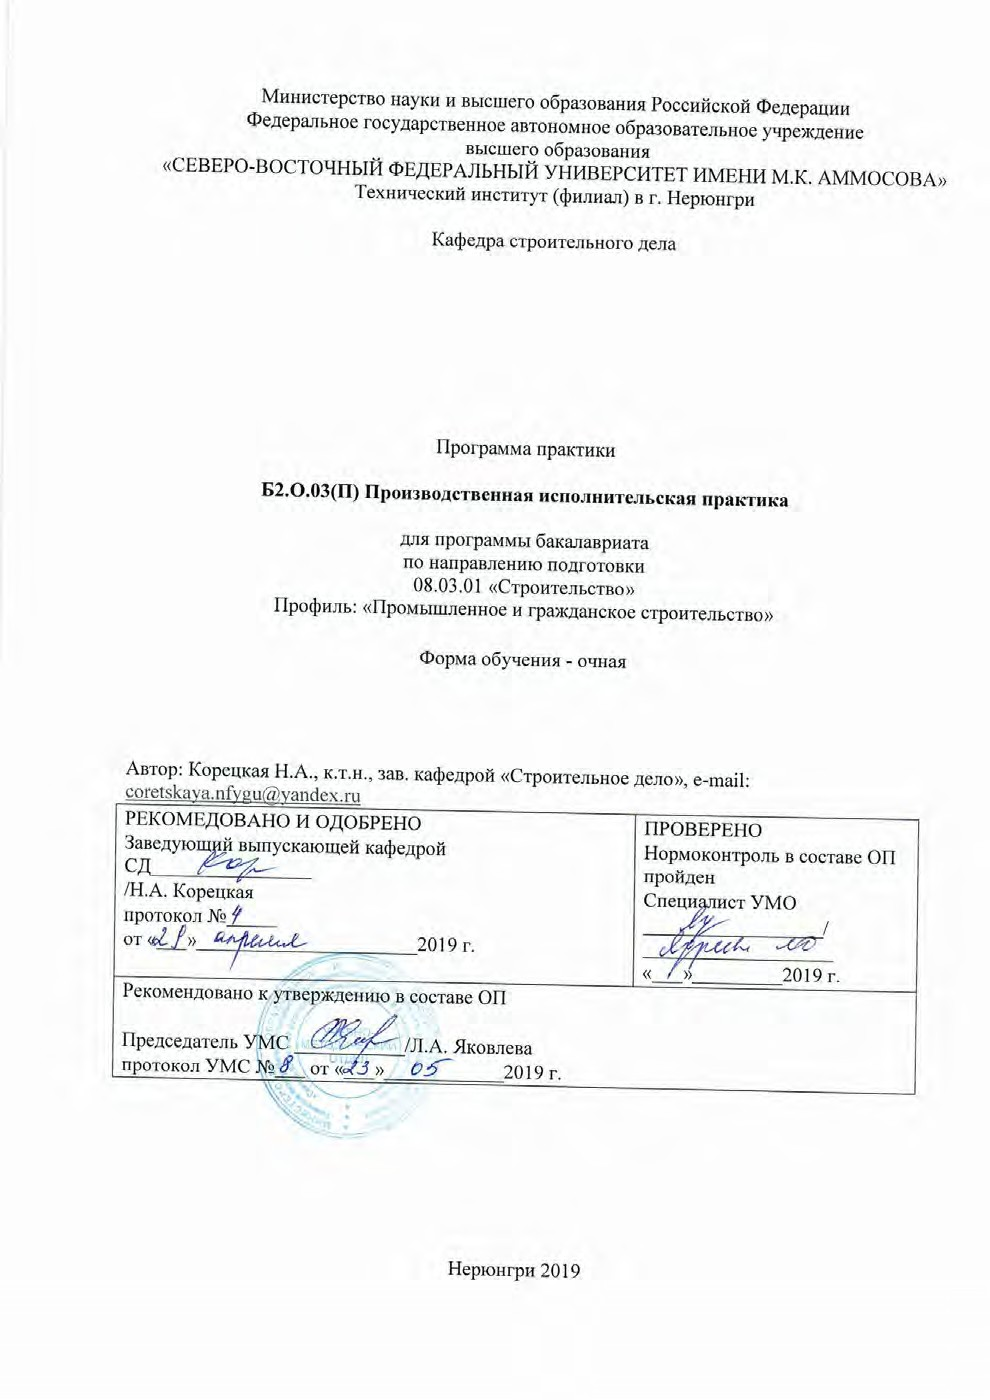 Министерство науки и высшего образования Российской Федерации
Федеральное государственное автономное образовательное учреждение
высшего образования
«СЕВЕРО-ВОСТОЧНЫЙ ФЕДЕРАЛЬНЫЙ УНИВЕРСИТЕТ ИМЕНИ М.К. АММОСОВА»
Технический институт (филиал) в г. Нерюнгри
Кафедра строительного дела
Программа практики
Б2.О.03(П) Производственная исполнительская практика
для программы бакалавриата
по направлению подготовки
08.03.01 «Строительство»
Профиль: «Промышленное и гражданское строительство»
Форма обучения - очная
Автор: Корецкая Н.А., к.т.н., зав. кафедрой «Строительное дело», e-mail:
coretskaya.nfygu@yandex.ru
РЕКОМЕДОВАНО И ОДОБРЕНО
Заведующий выпускающей кафедрой
СД
/Н.А. Корецкая
протокол № 4
от « » апреля 2019 г.
ПРОВЕРЕНО
Нормоконтроль в составе ОП
пройден
Специалист УМО
/
« » 2019 г.
Рекомендовано к утверждению в составе ОП
Председатель УМС /Л.А. Яковлева
протокол УМС № 8 от «23» 05 2019 г.
Нерюнгри 2019